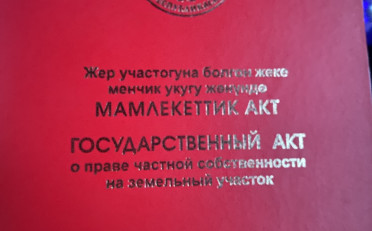 Жер участогуна болгон жеке
менчик укугу жөнүндө
МАМЛЕКЕТТИК АКТ
ГОСУДАРСТВЕННЫЙ АКТ
о праве частной собственности
на земельный участок